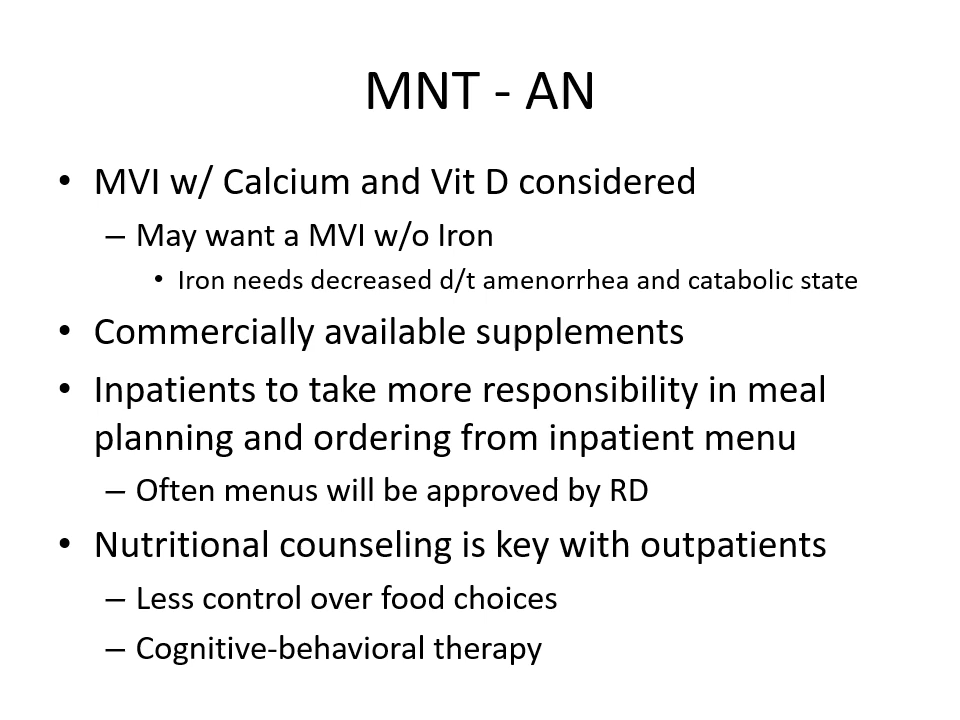 MNT - AN
• MVI w/ Calcium and Vit D considered
– May want a MVI w/o Iron
• Iron needs decreased d/t amenorrhea and catabolic state
• Commercially available supplements
• Inpatients to take more responsibility in meal
planning and ordering from inpatient menu
– Often menus will be approved by RD
• Nutritional counseling is key with outpatients
– Less control over food choices
– Cognitive-behavioral therapy